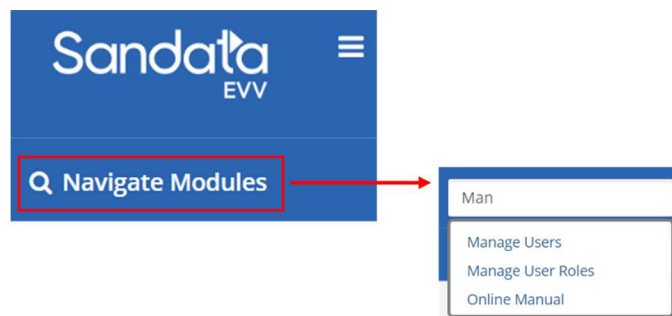 Sandata
EVV
Navigate Modules
Man
Manage Users
Manage User Roles
Online Manual